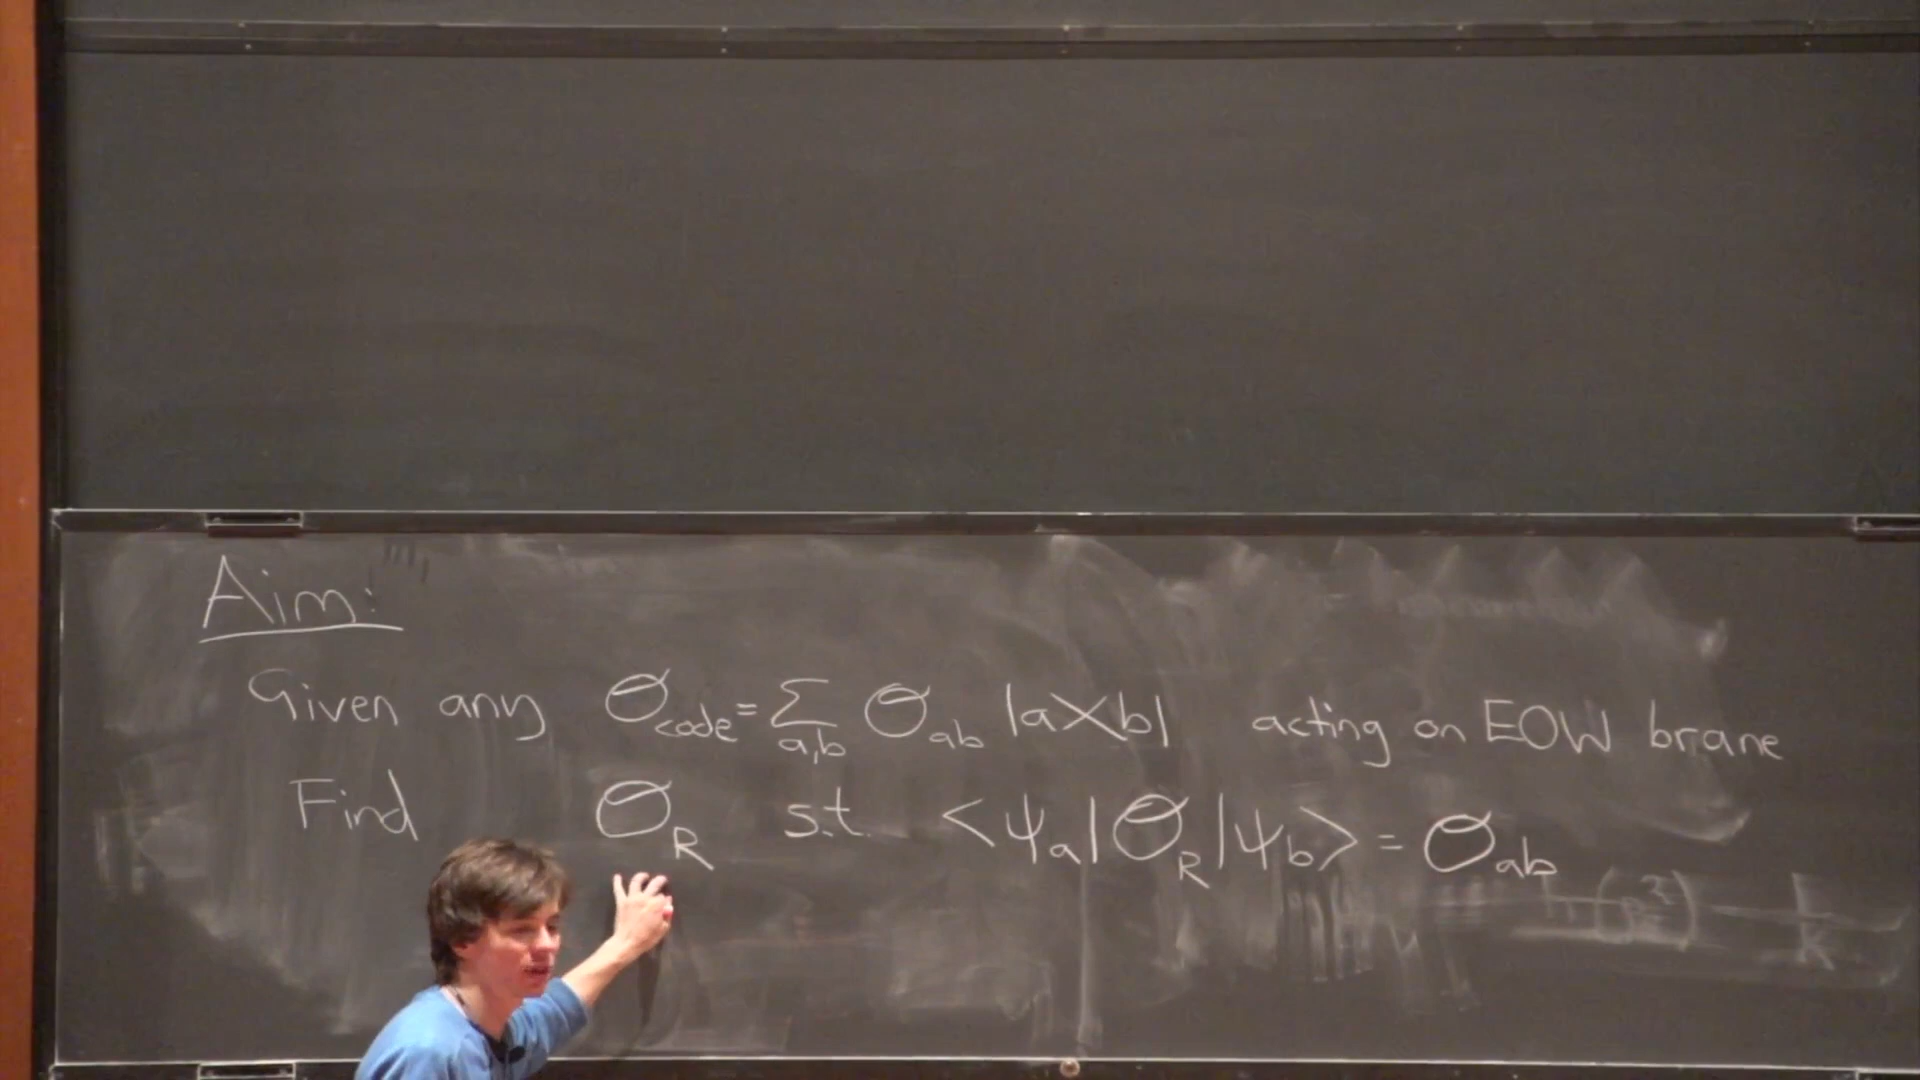 Aim:
Given any 𝒪_code = Σ_{a,b} 𝒪_ab |a⟩⟨b| acting on EOW brane
Find 𝒪_R s.t. <ψ_a|𝒪_R|ψ_b> = 𝒪_ab